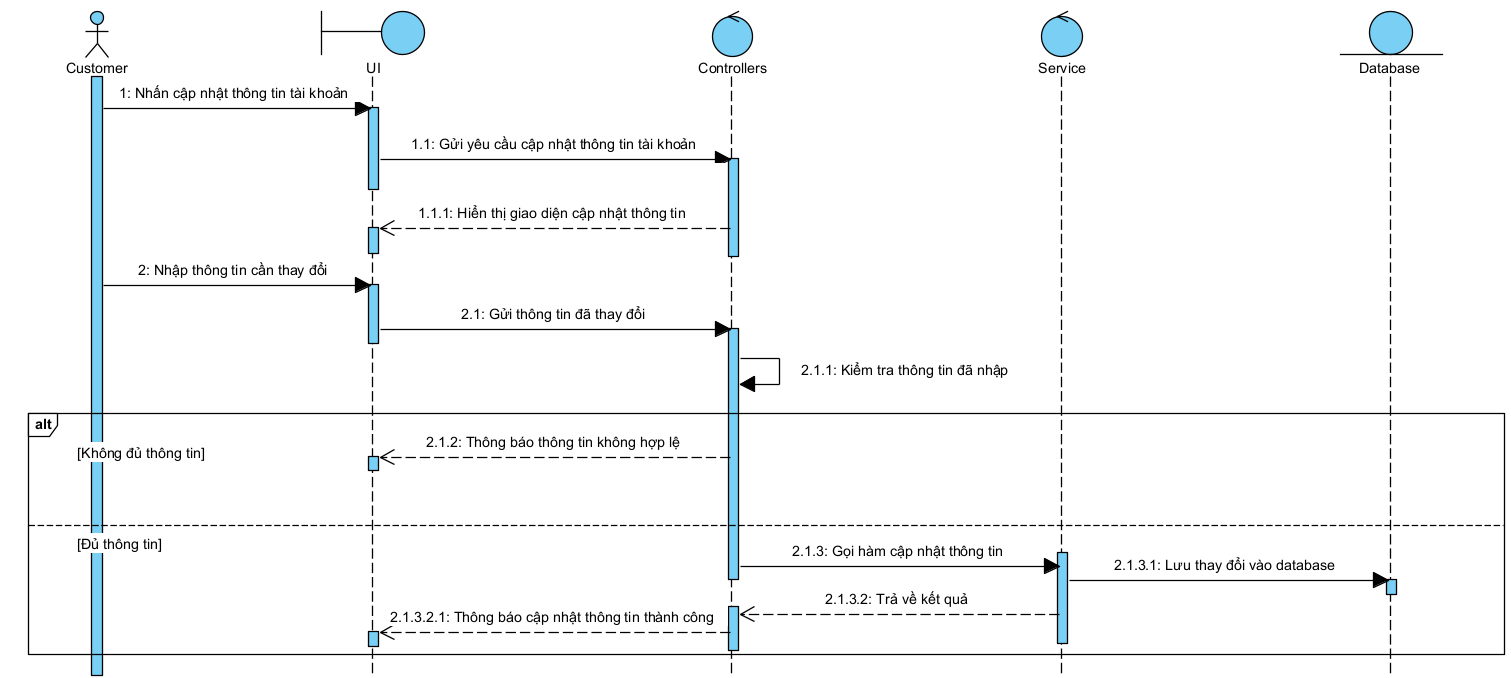 Customer
UI
Controllers
Service
Database
1: Nhấn cập nhật thông tin tài khoản
1.1: Gửi yêu cầu cập nhật thông tin tài khoản
1.1.1: Hiển thị giao diện cập nhật thông tin
2: Nhập thông tin cần thay đổi
2.1: Gửi thông tin đã thay đổi
2.1.1: Kiểm tra thông tin đã nhập
alt
2.1.2: Thông báo thông tin không hợp lệ
[Không đủ thông tin]
[Đủ thông tin]
2.1.3: Gọi hàm cập nhật thông tin
2.1.3.1: Lưu thay đổi vào database
2.1.3.2: Trả về kết quả
2.1.3.2.1: Thông báo cập nhật thông tin thành công